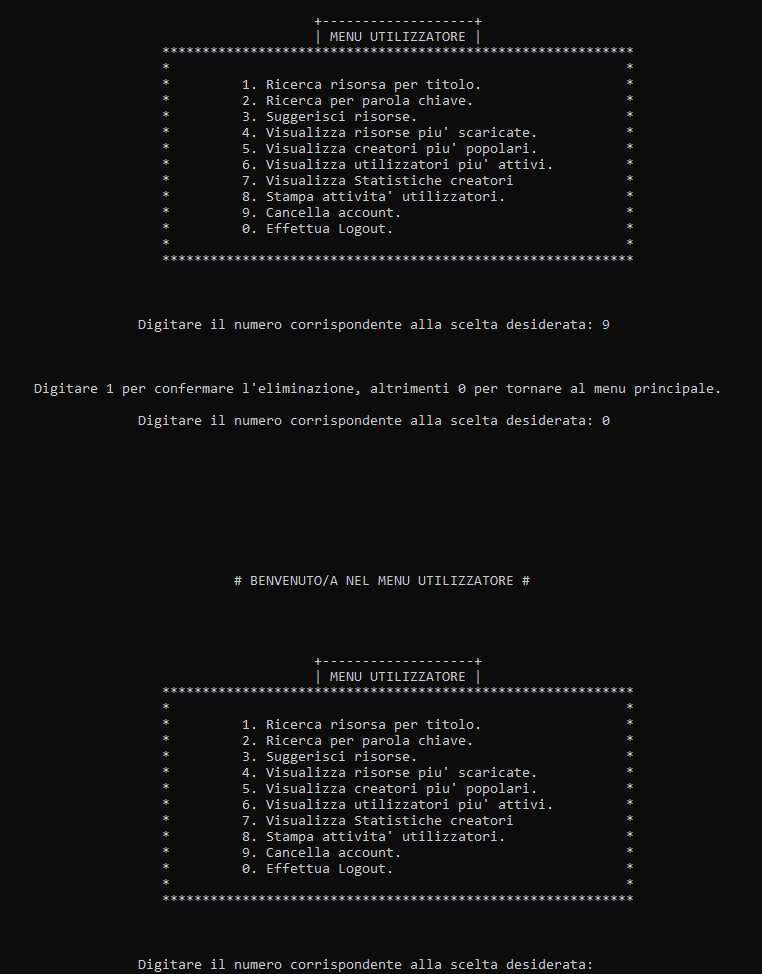 +-------------------+
| MENU UTILIZZATORE |
***********************************************************
* *
* 1. Ricerca risorsa per titolo. *
* 2. Ricerca per parola chiave. *
* 3. Suggerisci risorse. *
* 4. Visualizza risorse piu' scaricate. *
* 5. Visualizza creatori piu' popolari. *
* 6. Visualizza utilizzatori piu' attivi. *
* 7. Visualizza Statistiche creatori *
* 8. Stampa attivita' utilizzatori. *
* 9. Cancella account. *
* 0. Effettua Logout. *
* *
***********************************************************
Digitare il numero corrispondente alla scelta desiderata: 9
Digitare 1 per confermare l'eliminazione, altrimenti 0 per tornare al menu principale.
Digitare il numero corrispondente alla scelta desiderata: 0
# BENVENUTO/A NEL MENU UTILIZZATORE #
+-------------------+
| MENU UTILIZZATORE |
***********************************************************
* *
* 1. Ricerca risorsa per titolo. *
* 2. Ricerca per parola chiave. *
* 3. Suggerisci risorse. *
* 4. Visualizza risorse piu' scaricate. *
* 5. Visualizza creatori piu' popolari. *
* 6. Visualizza utilizzatori piu' attivi. *
* 7. Visualizza Statistiche creatori *
* 8. Stampa attivita' utilizzatori. *
* 9. Cancella account. *
* 0. Effettua Logout. *
* *
***********************************************************
Digitare il numero corrispondente alla scelta desiderata: